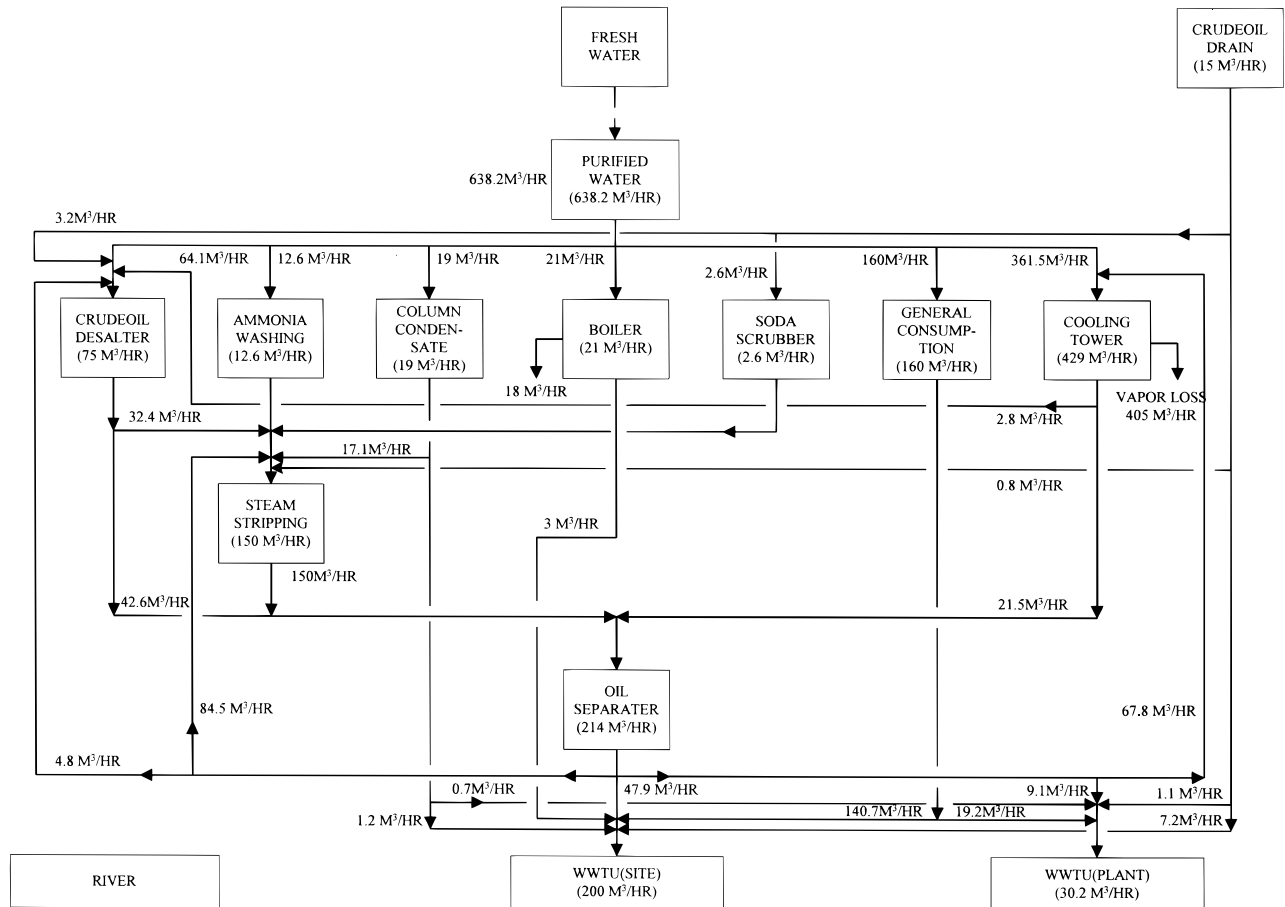 FRESH
WATER
CRUDEOIL
DRAIN
(15 M³/HR)
PURIFIED
WATER
(638.2 M³/HR)
638.2M³/HR
3.2M³/HR
64.1M³/HR
12.6M³/HR
19 M³/HR
21M³/HR
2.6M³/HR
160M³/HR
361.5M³/HR
CRUDEOIL
DESALTER
(75 M³/HR)
AMMONIA
WASHING
(12.6 M³/HR)
COLUMN
CONDEN-
SATE
(19 M³/HR)
BOILER
(21 M³/HR)
SODA
SCRUBBER
(2.6 M³/HR)
GENERAL
CONSUMP-
TION
(160 M³/HR)
COOLING
TOWER
(429 M³/HR)
18 M³/HR
VAPOR LOSS
405 M³/HR
32.4 M³/HR
2.8 M³/HR
17.1M³/HR
0.8 M³/HR
STEAM
STRIPPING
(150 M³/HR)
3 M³/HR
150M³/HR
42.6M³/HR
21.5M³/HR
OIL
SEPARATER
(214 M³/HR)
84.5 M³/HR
67.8 M³/HR
4.8 M³/HR
0.7M³/HR
47.9 M³/HR
9.1M³/HR
1.1 M³/HR
1.2 M³/HR
140.7M³/HR
19.2M³/HR
7.2M³/HR
RIVER
WWTU(SITE)
(200 M³/HR)
WWTU(PLANT)
(30.2 M³/HR)